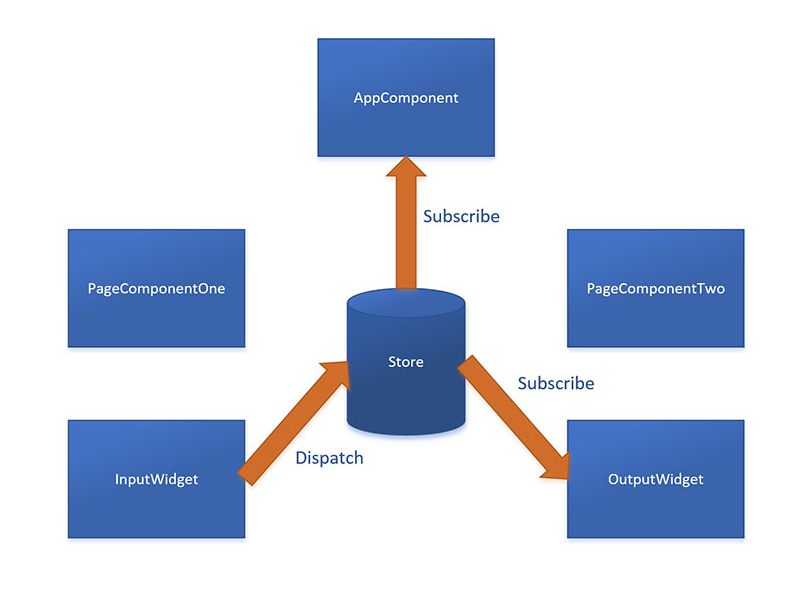 AppComponent
Subscribe
PageComponentOne
PageComponentTwo
Store
Subscribe
Dispatch
InputWidget
OutputWidget